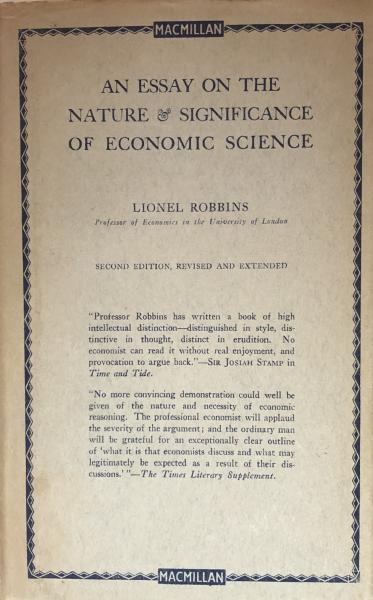 MACMILLAN
AN ESSAY ON THE
NATURE & SIGNIFICANCE
OF ECONOMIC SCIENCE
LIONEL ROBBINS
Professor of Economics in the University of London
SECOND EDITION, REVISED AND EXTENDED
"Professor Robbins has written a book of high
intellectual distinction—distinguished in style, dis-
tinctive in thought, distinct in erudition. No
economist can read it without real enjoyment, and
provocation to argue back."—SIR JOSIAH STAMP in
Time and Tide.
"No more convincing demonstration could well be
given of the nature and necessity of economic
reasoning. The professional economist will applaud
the severity of the argument; and the ordinary man
will be grateful for an exceptionally clear outline
of 'what it is that economists discuss and what may
legitimately be expected as a result of their dis-
cussions.'"—The Times Literary Supplement.
MACMILLAN